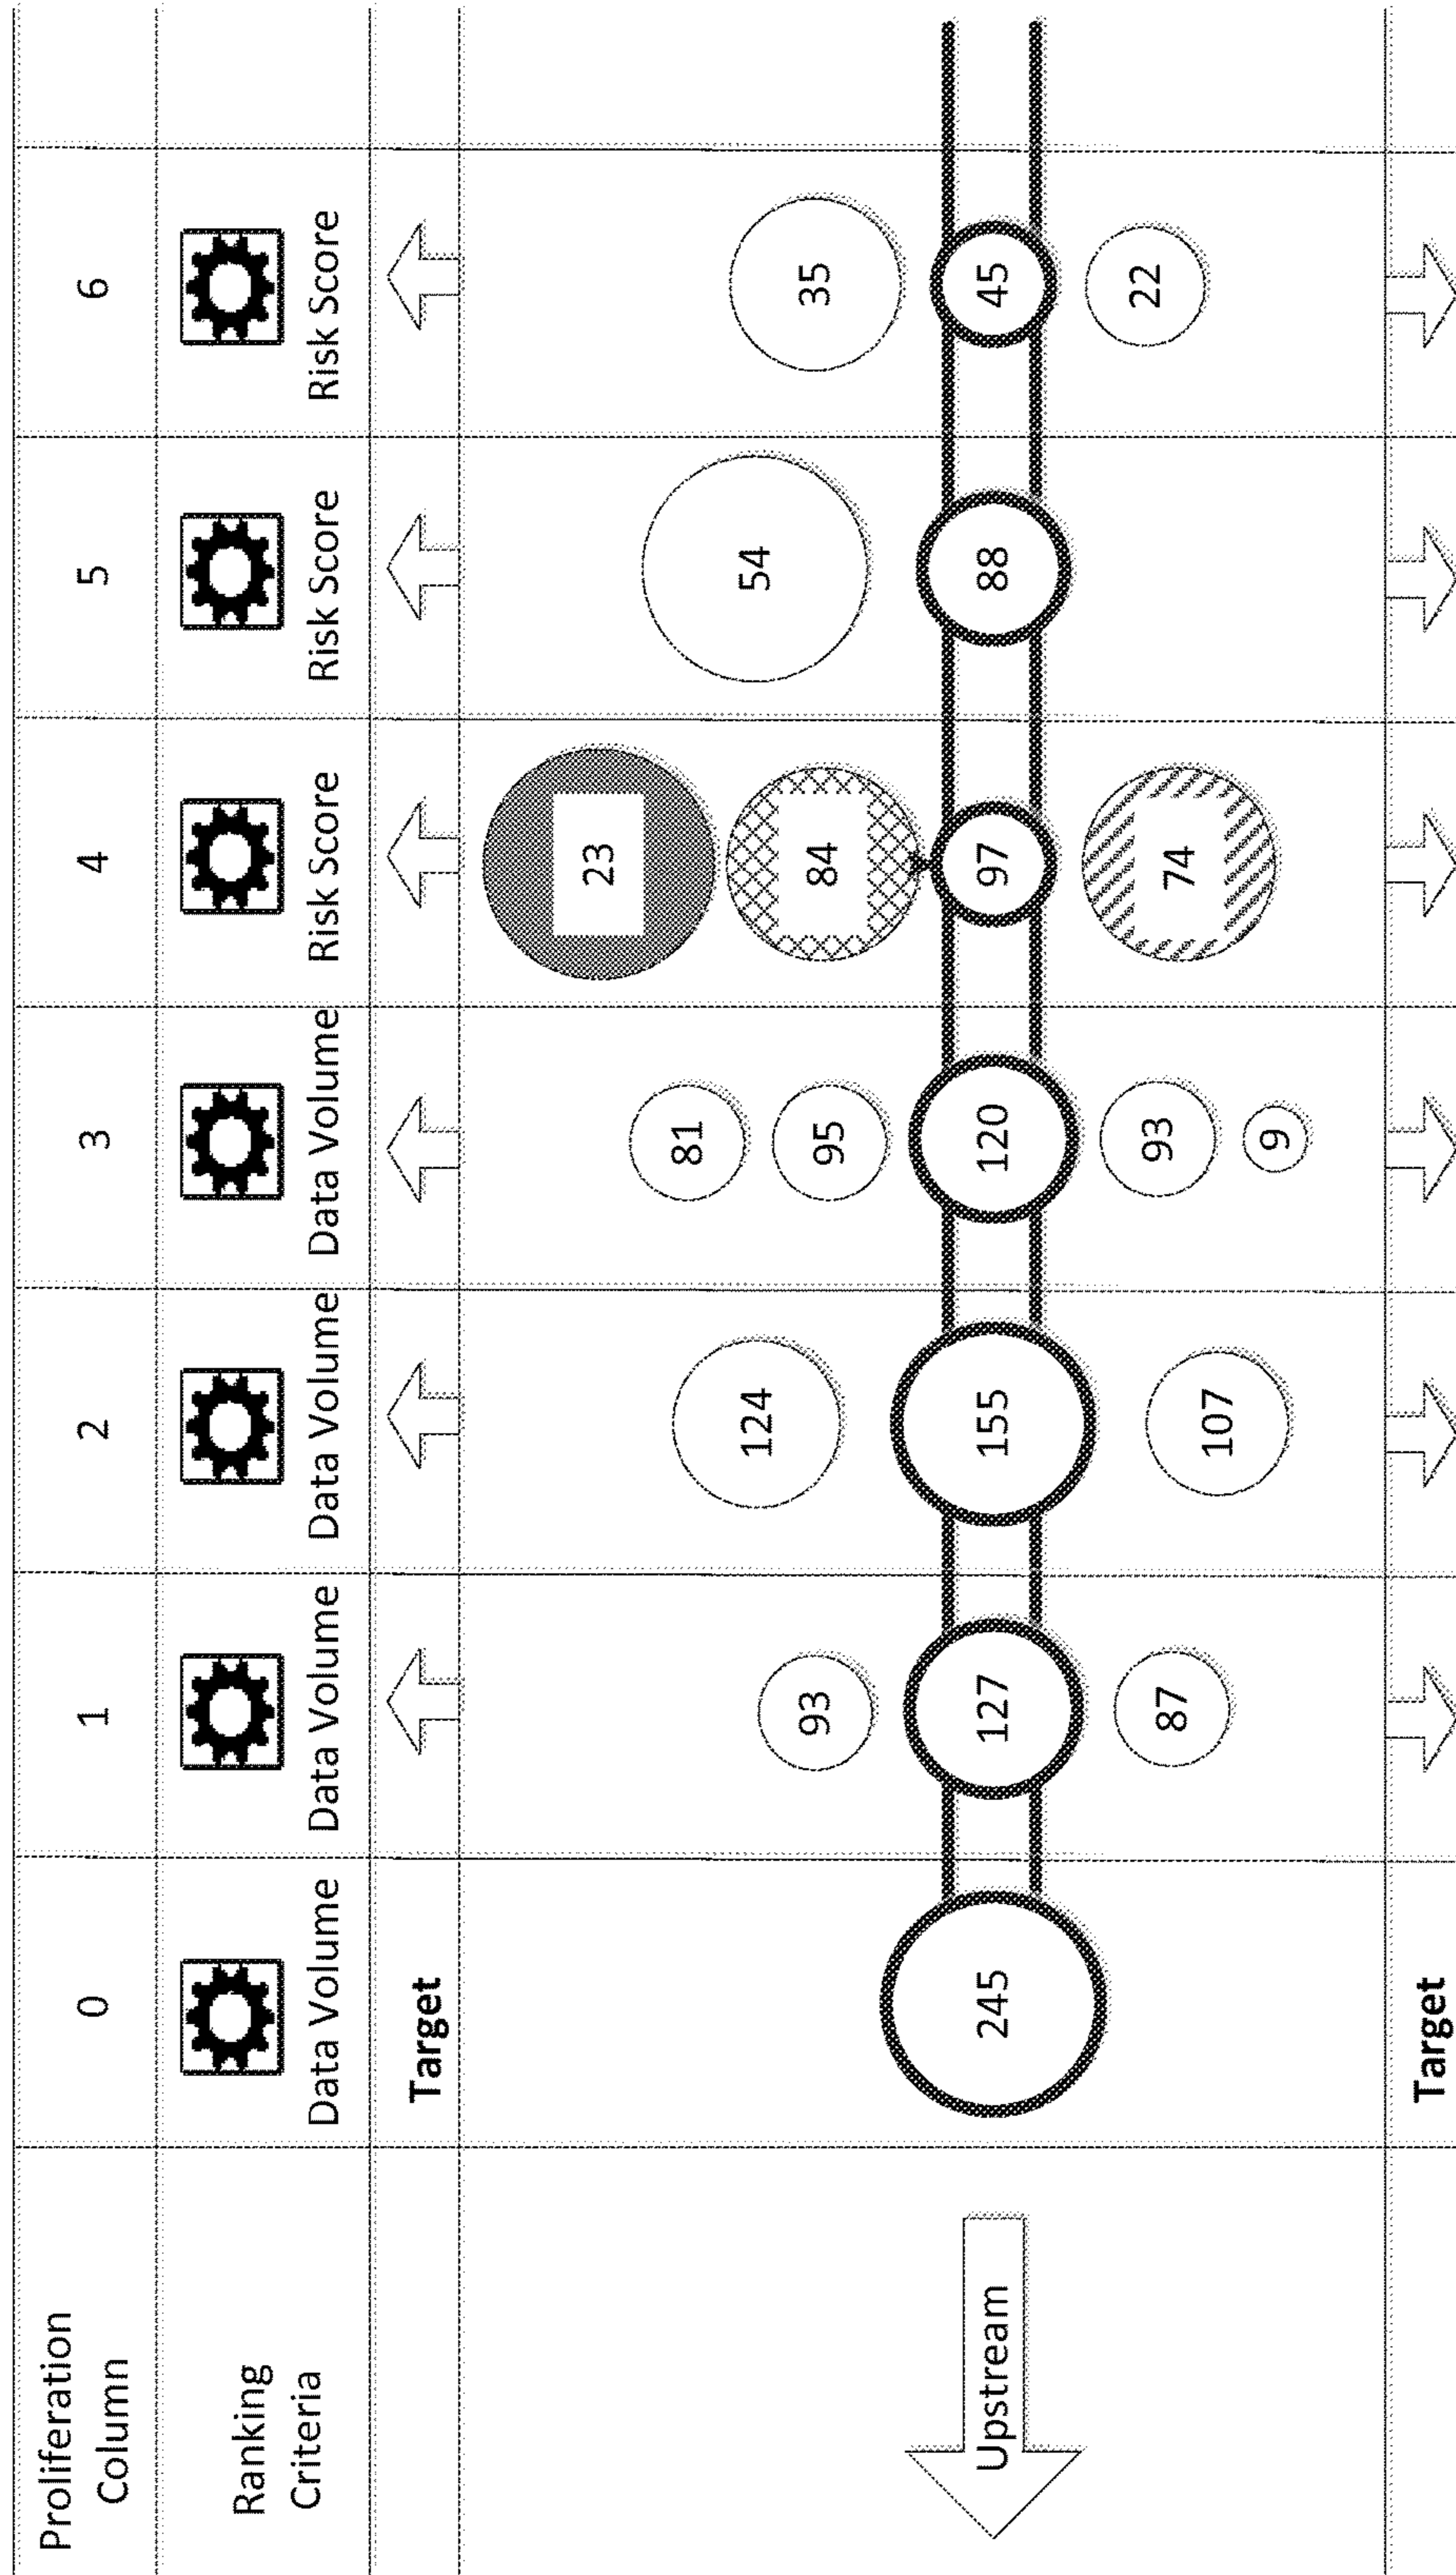 Proliferation
Column
0
1
2
3
4
5
6
Ranking
Criteria
Data Volume
Data Volume
Data Volume
Data Volume
Risk Score
Risk Score
Risk Score
Target
Upstream
245
93
127
87
124
155
107
81
95
120
93
9
23
84
97
74
54
88
35
45
22
Target